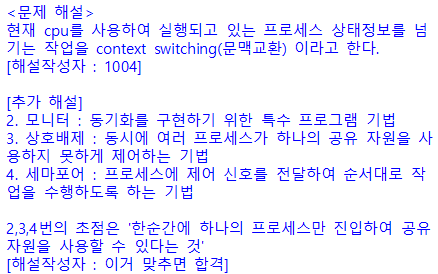 <문제 해설>
현재 cpu를 사용하여 실행되고 있는 프로세스 상태정보를 넘
기는 작업을 context switching(문맥교환) 이라고 한다.
[해설작성자 : 1004]

[추가 해설]
2. 모니터 : 동기화를 구현하기 위한 특수 프로그램 기법
3. 상호배제 : 동시에 여러 프로세스가 하나의 공유 자원을 사
용하지 못하게 제어하는 기법
4. 세마포어 : 프로세스에 제어 신호를 전달하여 순서대로 작
업을 수행하도록 하는 기법

2,3,4번의 초점은 '한순간에 하나의 프로세스만 진입하여 공유
자원을 사용할 수 있다는 것'
[해설작성자 : 이거 맞추면 합격]